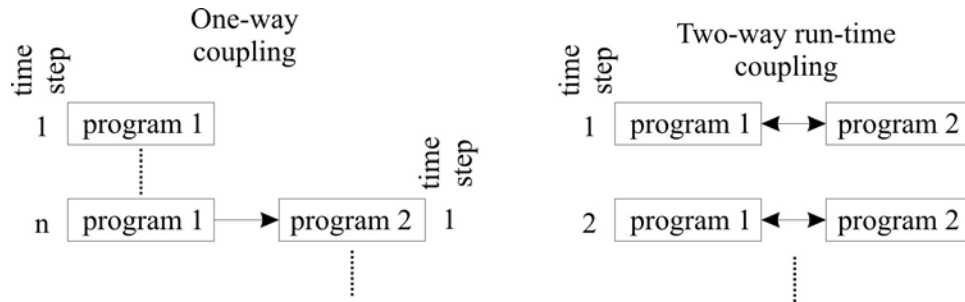 One-way
coupling
time
step
1 program 1
n program 1 program 2 1
time
step
Two-way run-time
coupling
time
step
1 program 1 program 2
2 program 1 program 2